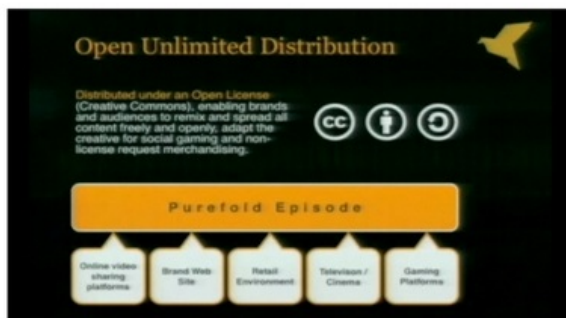 Open Unlimited Distribution
Distributed under an Open License
(Creative Commons), enabling brands
and audiences to remix and spread all
content freely and openly, adapt the
creative for social gaming and non-
license request merchandising.
cc
Purefold Episode
Online video
sharing
platforms
Brand Web
Site
Retail
Environment
Televison /
Cinema
Gaming
Platforms